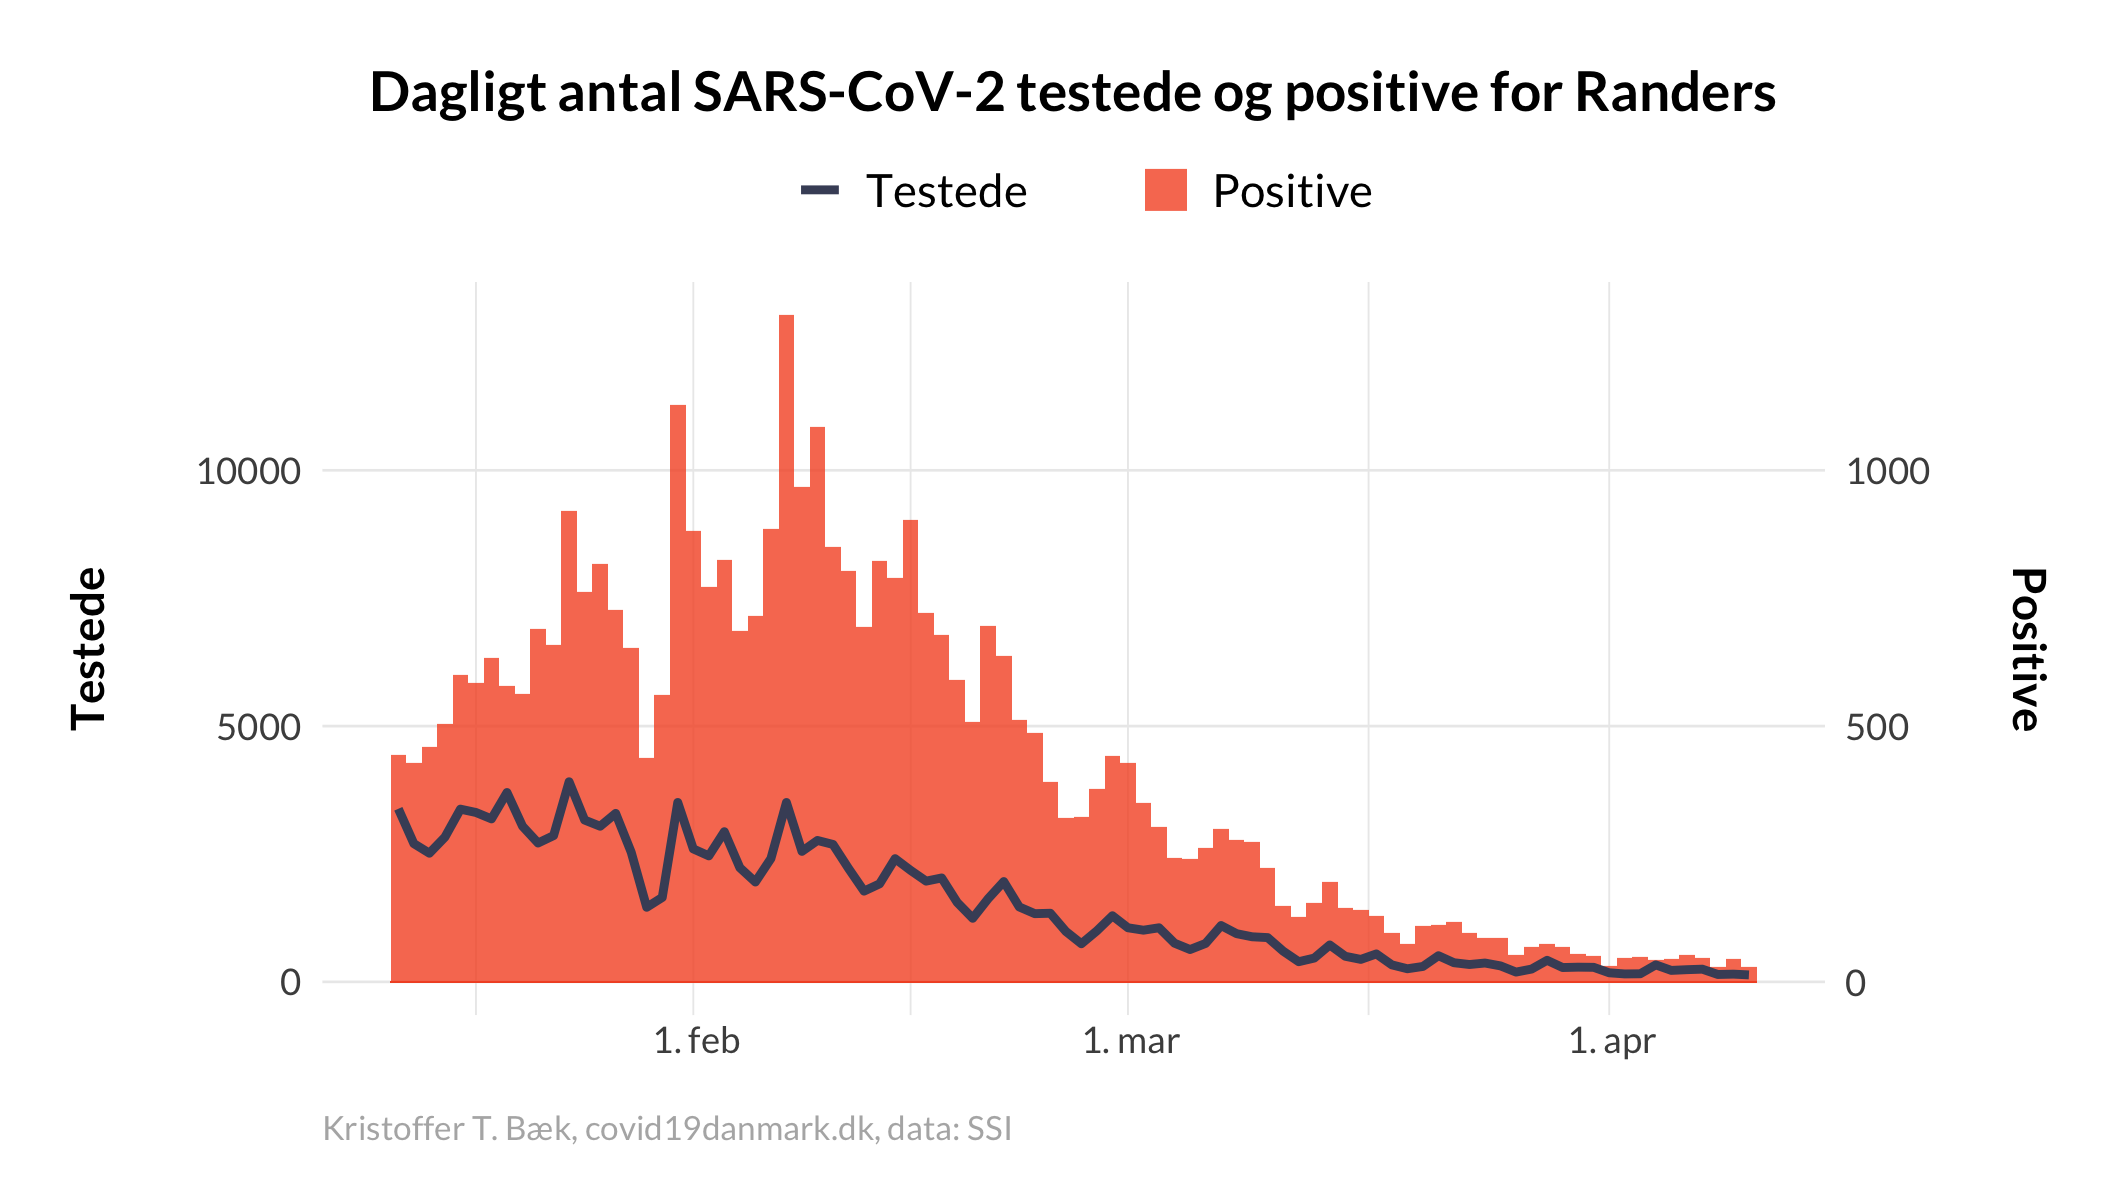 Dagligt antal SARS-CoV-2 testede og positive for Randers
Testede
Positive
Testede
Positive
10000
5000
0
1000
500
0
1. feb
1. mar
1. apr
Kristoffer T. Bæk, covid19danmark.dk, data: SSI